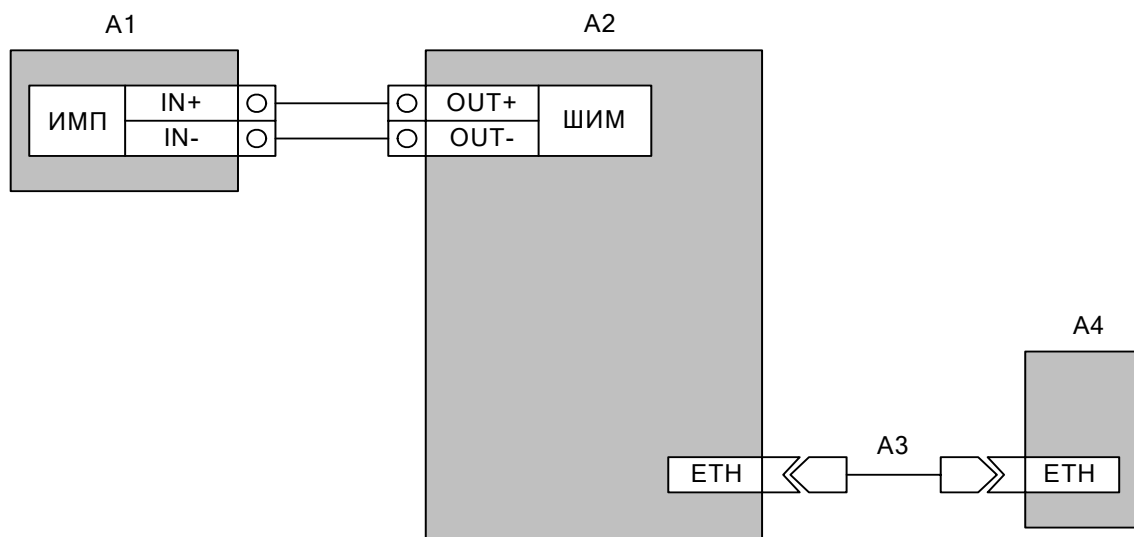 A1
A2
ИМП
IN+
IN-
OUT+
OUT-
ШИМ
A4
A3
ETH
ETH